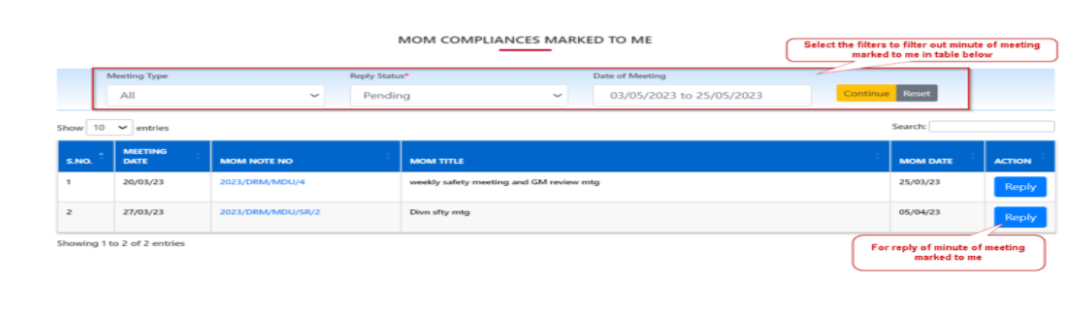 MOM COMPLIANCES MARKED TO ME
Select the filters to filter out minute of meeting
marked to me in table below
Meeting Type
Reply Status*
Date of Meeting
All
Pending
03/05/2023 to 25/05/2023
Continue
Reset
Show 10 entries
Search:
S.NO.
MEETING
DATE
MOM NOTE NO
MOM TITLE
MOM DATE
ACTION
1
20/03/23
2023/DRM/MDU/4
weekly safety meeting and GM review mtg
25/03/23
Reply
2
27/03/23
2023/DRM/MDU/SR/2
Divn sfty mtg
05/04/23
Reply
Showing 1 to 2 of 2 entries
For reply of minute of meeting
marked to me